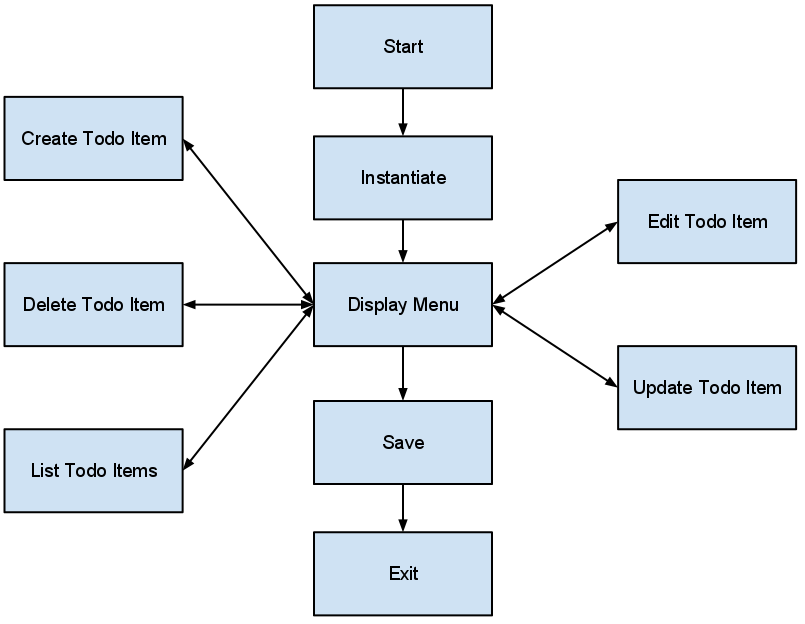 Start
Create Todo Item
Instantiate
Edit Todo Item
Delete Todo Item
Display Menu
Update Todo Item
Save
List Todo Items
Exit